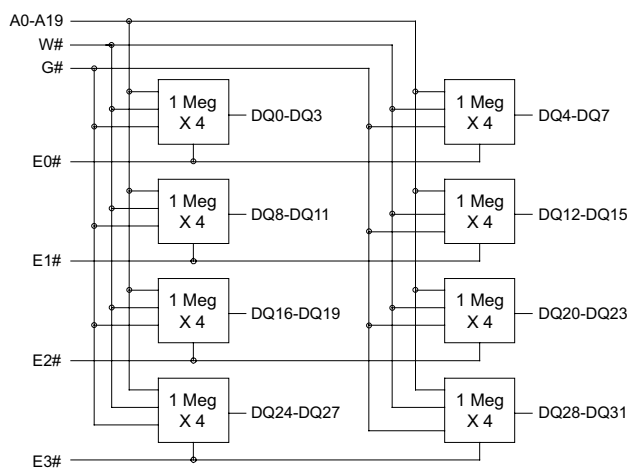 A0-A19
W#
G#
1 Meg
X 4
DQ0-DQ3
1 Meg
X 4
DQ4-DQ7
E0#
1 Meg
X 4
DQ8-DQ11
1 Meg
X 4
DQ12-DQ15
E1#
1 Meg
X 4
DQ16-DQ19
1 Meg
X 4
DQ20-DQ23
E2#
1 Meg
X 4
DQ24-DQ27
1 Meg
X 4
DQ28-DQ31
E3#